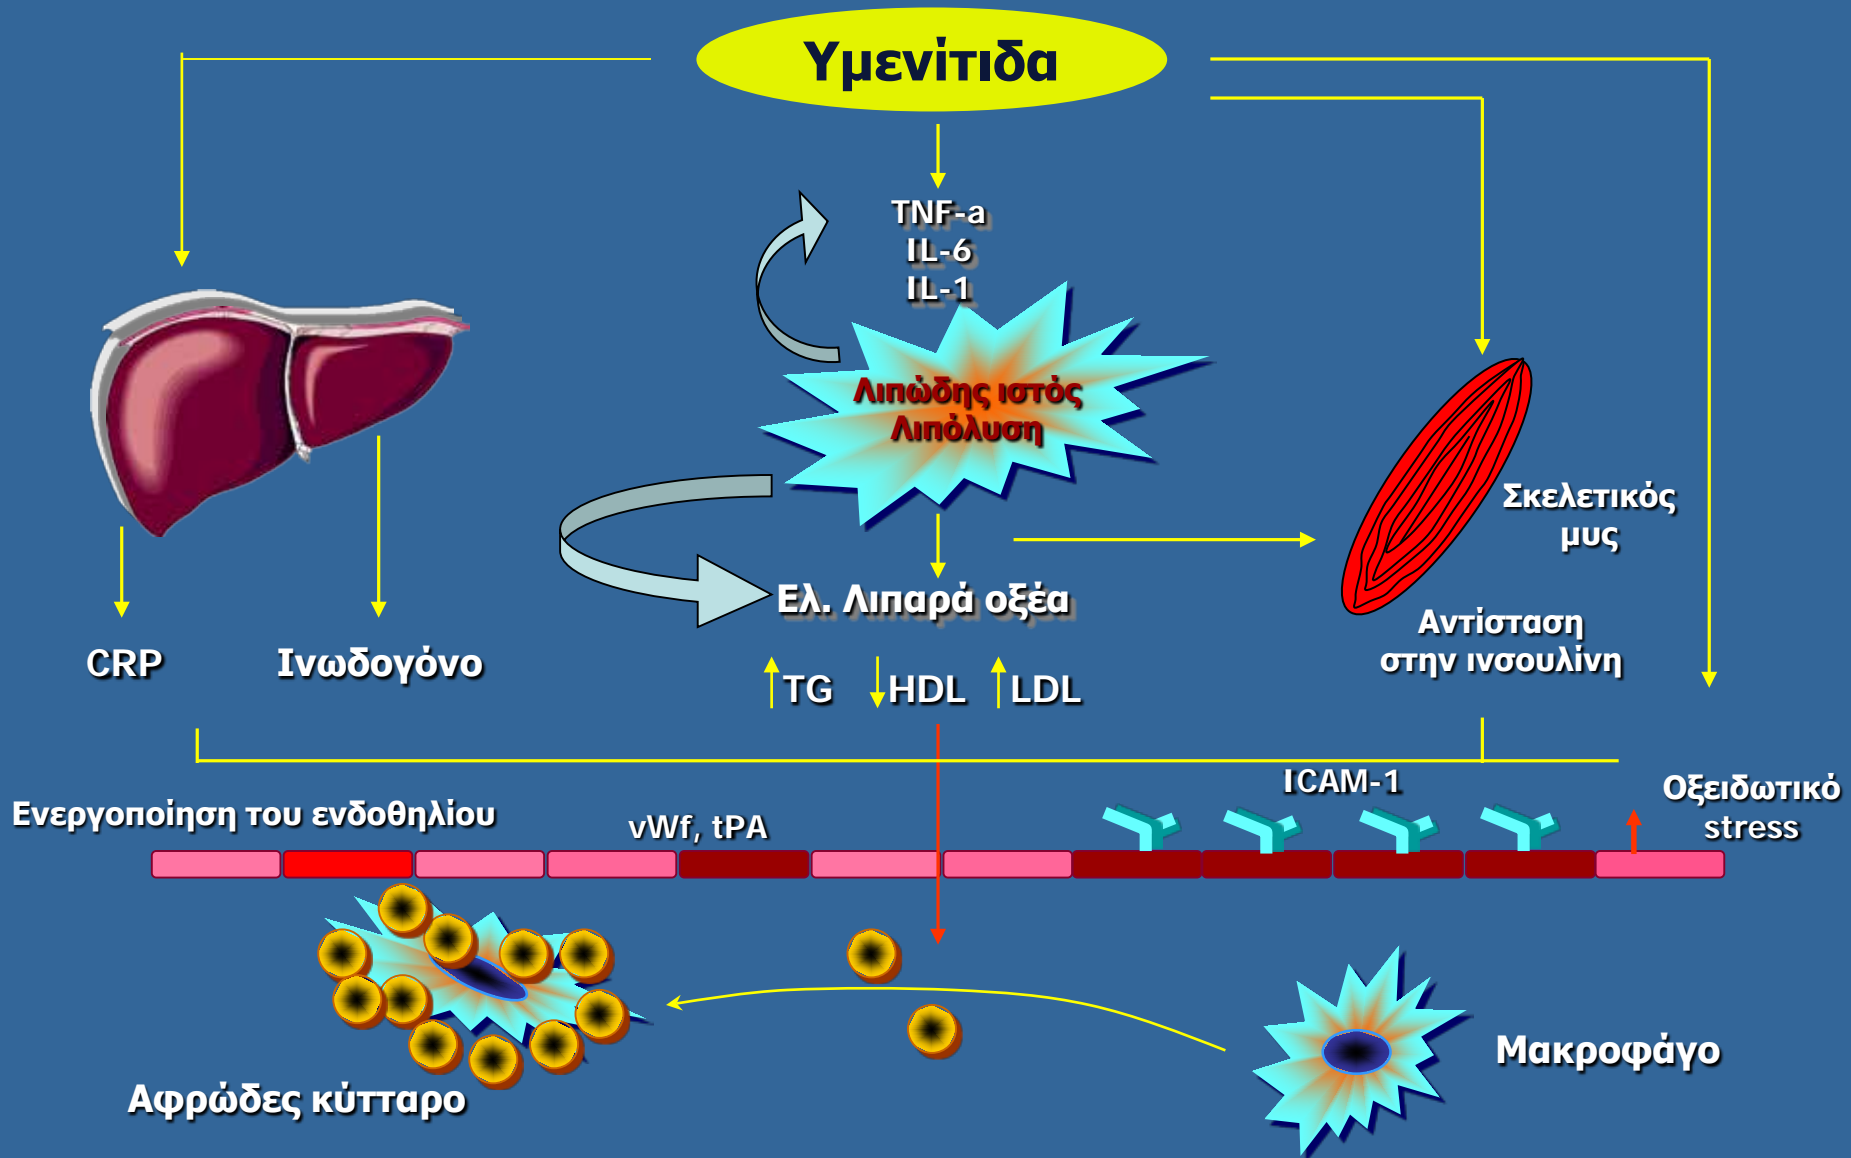 Υμενίτιδα
TNF-a
IL-6
IL-1
Λιπώδης ιστός
Λιπόλυση
Σκελετικός
μυς
Ελ. Λιπαρά οξέα
Αντίσταση
στην ινσουλίνη
CRP
Ινωδογόνο
TG HDL LDL
ICAM-1
Οξειδωτικό
stress
Ενεργοποίηση του ενδοθηλίου
vWf, tPA
Μακροφάγο
Αφρώδες κύτταρο